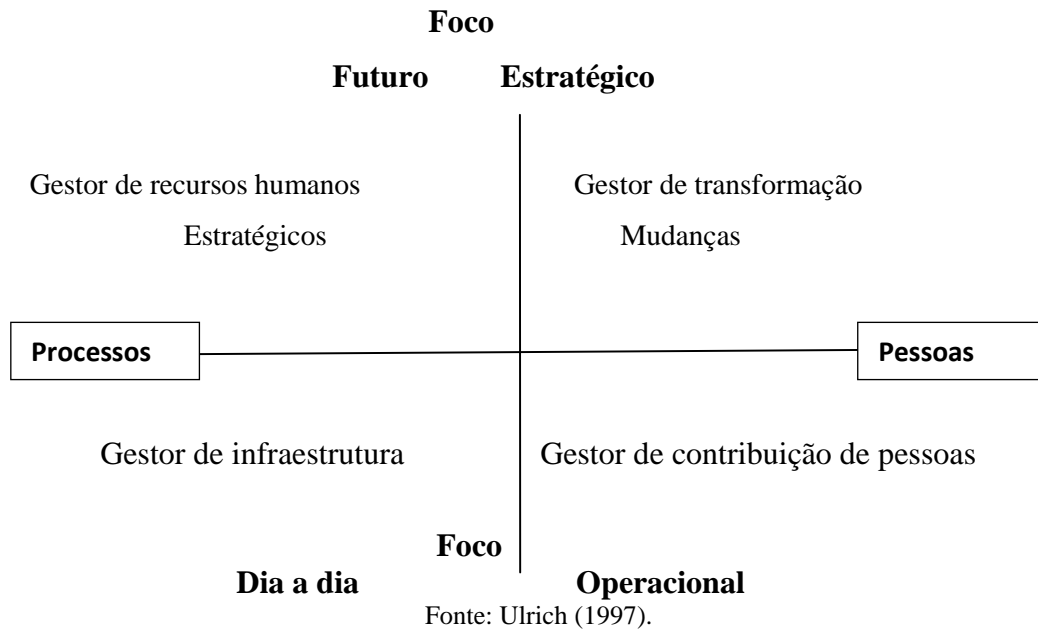 Foco
Futuro Estratégico
Gestor de recursos humanos Gestor de transformação
Estratégicos Mudanças
Processos Pessoas
Gestor de infraestrutura Gestor de contribuição de pessoas
Foco
Dia a dia Operacional
Fonte: Ulrich (1997).